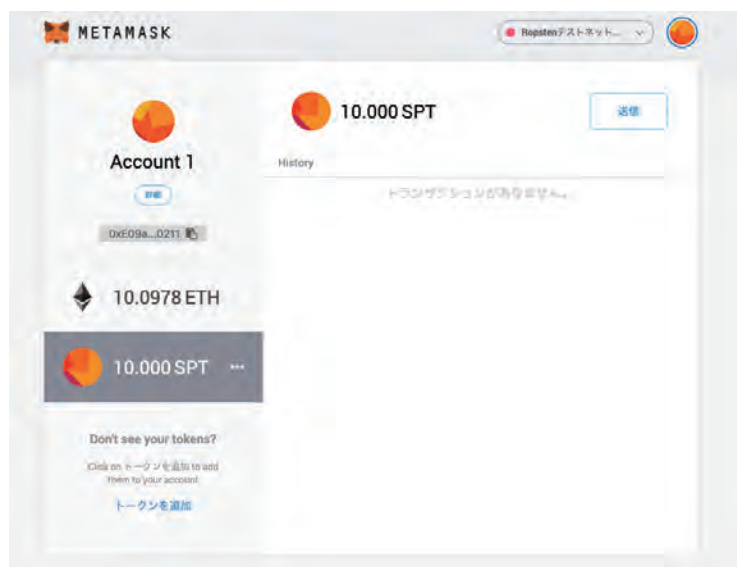 METAMASK
Ropstenテストネット...
10.000 SPT
送信
Account 1
詳細
History
トランザクションがありません。
0xE09a...0211
10.0978 ETH
10.000 SPT
Don't see your tokens?
Click on トークンを追加 to add
them to your account
トークンを追加